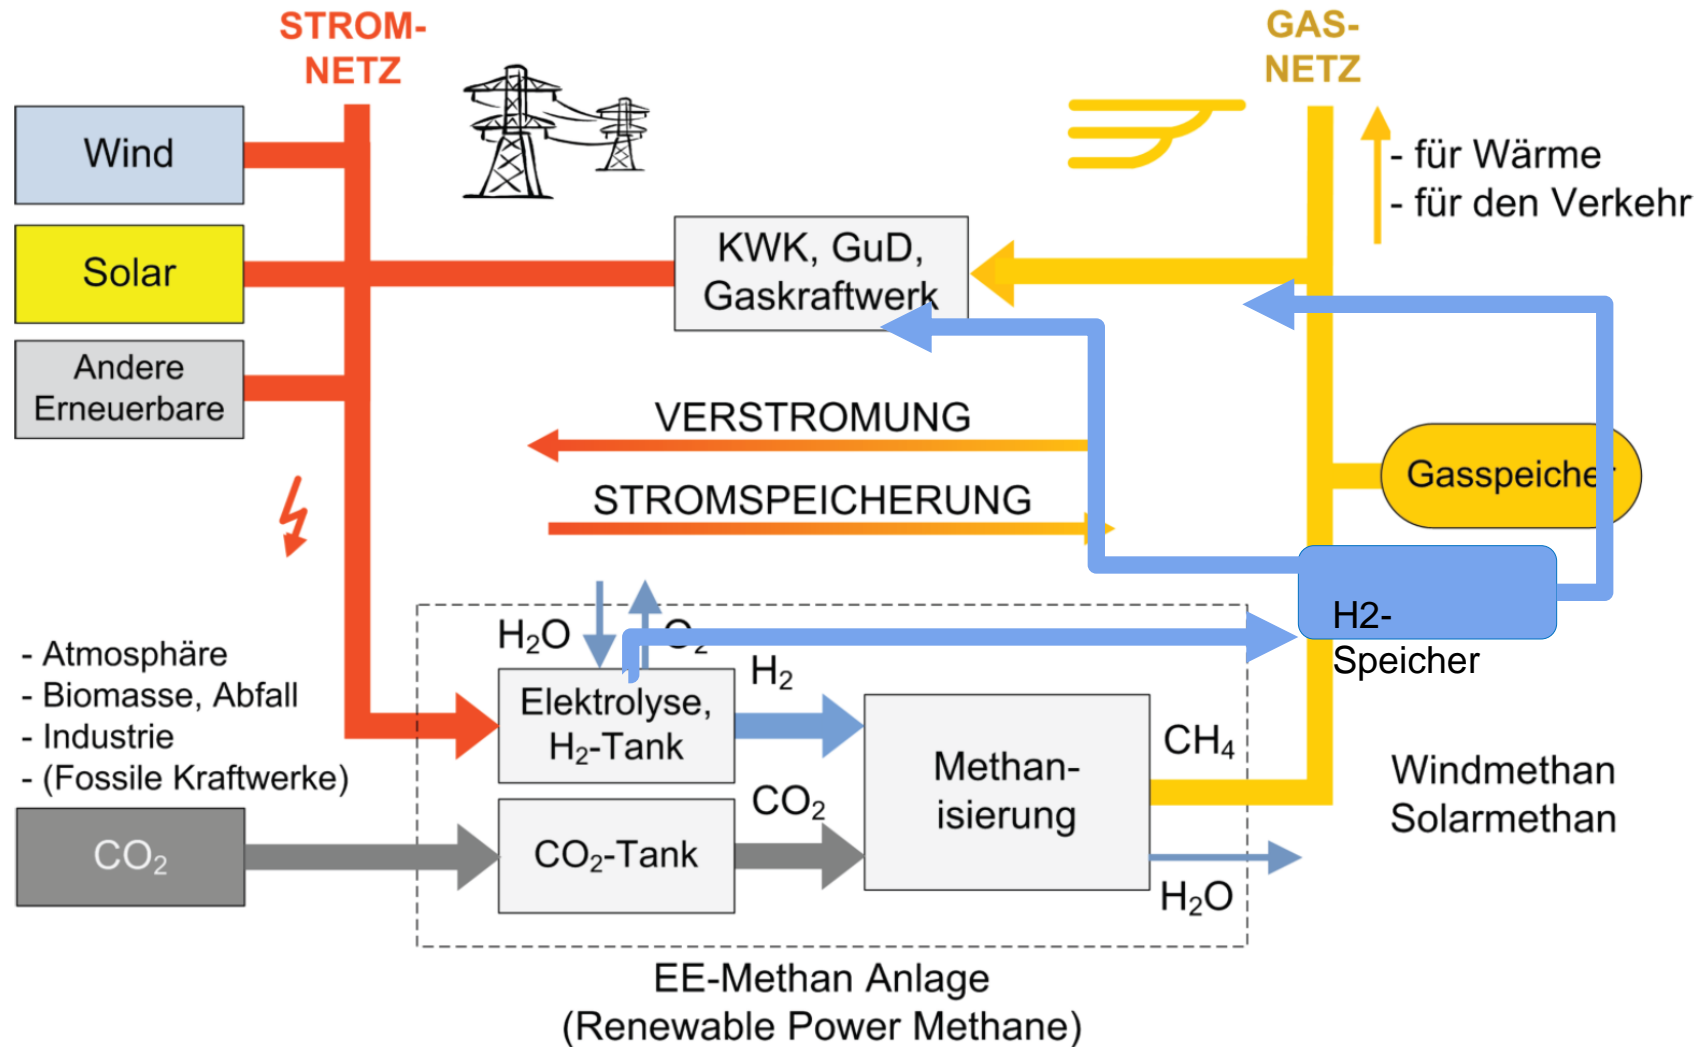 STROM-
NETZ
GAS-
NETZ
Wind
Solar
Andere
Erneuerbare
KWK, GuD,
Gaskraftwerk
- für Wärme
- für den Verkehr
VERSTROMUNG
STROMSPEICHERUNG
Gasspeicher
H2-
Speicher
- Atmosphäre
- Biomasse, Abfall
- Industrie
- (Fossile Kraftwerke)
CO₂
H₂O
O₂
Elektrolyse,
H₂-Tank
H₂
CO₂-Tank
CO₂
Methan-
isierung
CH₄
H₂O
Windmethan
Solarmethan
EE-Methan Anlage
(Renewable Power Methane)